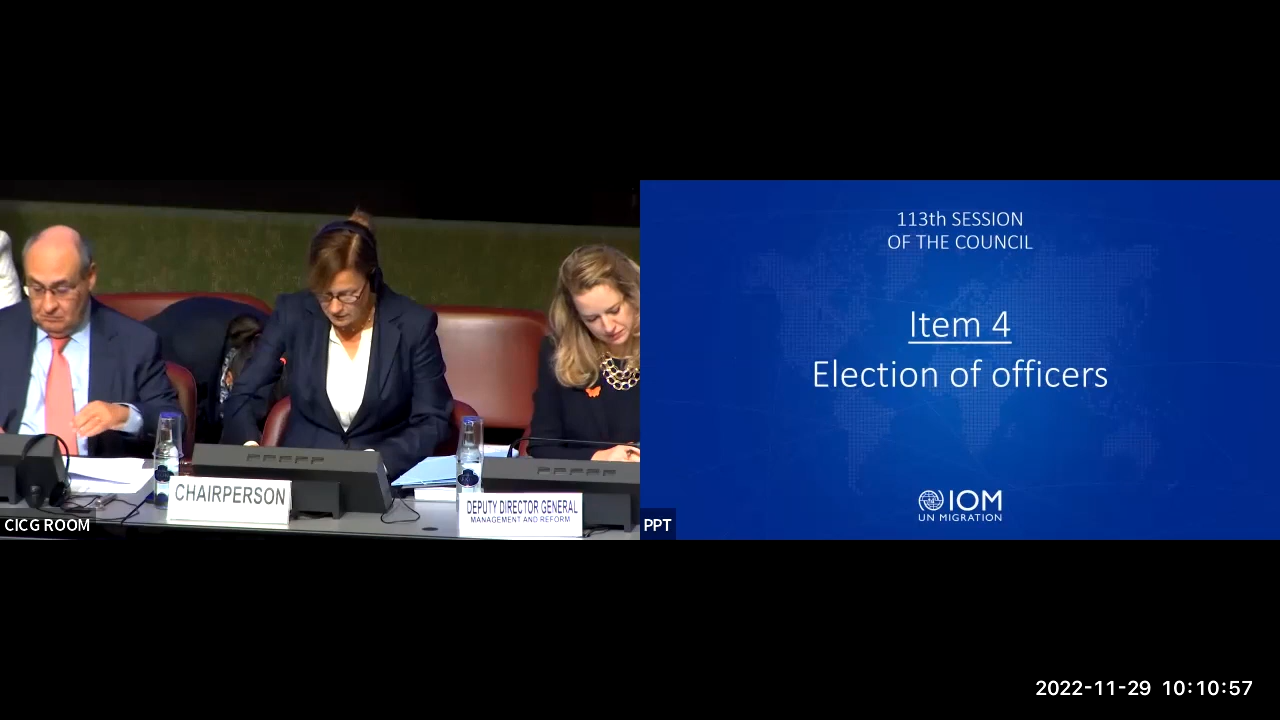 CHAIRPERSON
DEPUTY DIRECTOR GENERAL
MANAGEMENT AND REFORM
CICG ROOM
113th SESSION
OF THE COUNCIL
Item 4
Election of officers
IOM
UN MIGRATION
PPT
2022-11-29 10:10:57